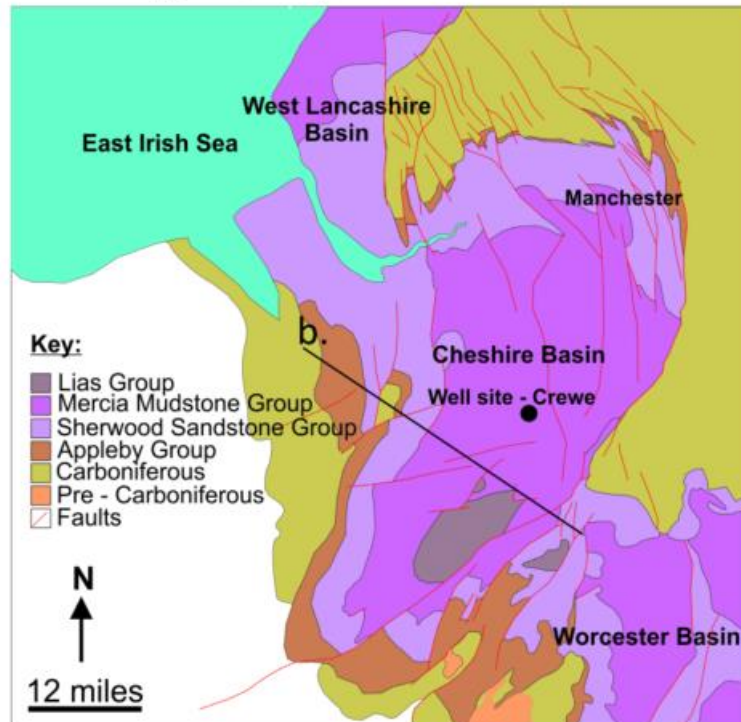 West Lancashire
Basin
East Irish Sea
Manchester
b.
Key:
Cheshire Basin
Lias Group
Well site - Crewe
Mercia Mudstone Group
Sherwood Sandstone Group
Appleby Group
Carboniferous
Pre - Carboniferous
Faults
N
Worcester Basin
12 miles